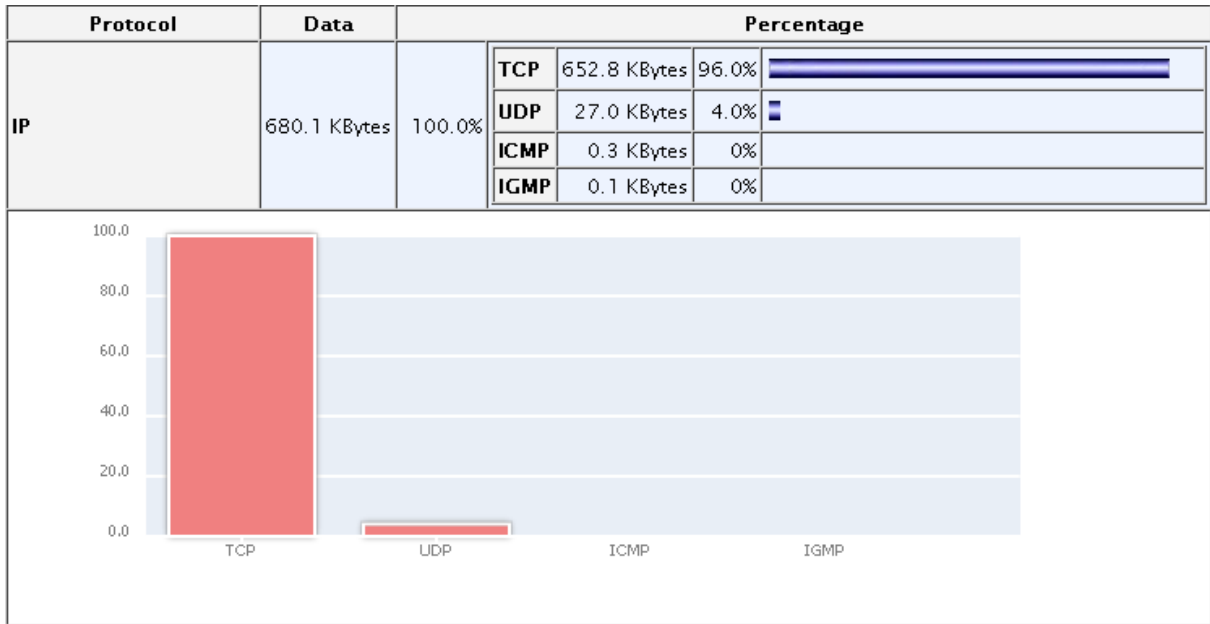 Protocol Data Percentage
IP 680.1 KBytes 100.0%
TCP 652.8 KBytes 96.0%
UDP 27.0 KBytes 4.0%
ICMP 0.3 KBytes 0%
IGMP 0.1 KBytes 0%
100.0
80.0
60.0
40.0
20.0
0.0
TCP UDP ICMP IGMP